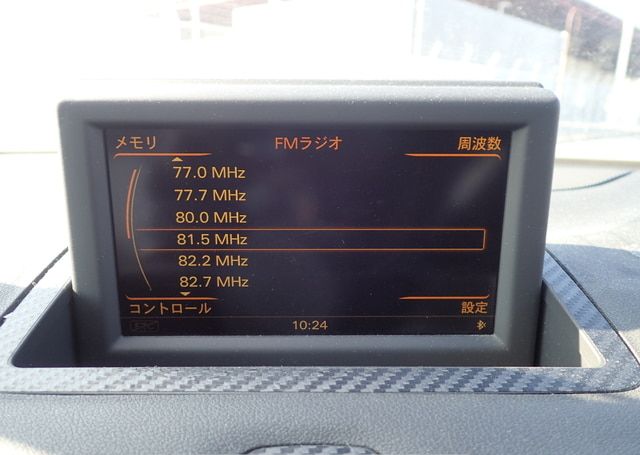 メモリ FMラジオ 周波数
77.0 MHz
77.7 MHz
80.0 MHz
81.5 MHz
82.2 MHz
82.7 MHz
コントロール 設定
10:24